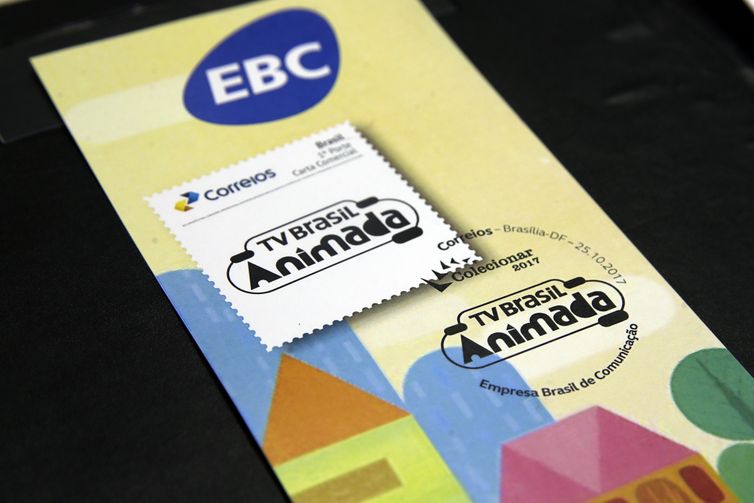 EBC
Brasil
1º Porte
Carta Comercial
Correios
TV BRASIL
Animada
Correios – Brasília-DF – 25.10.2017
Colecionar
2017
TV BRASIL
Animada
Empresa Brasil de Comunicação